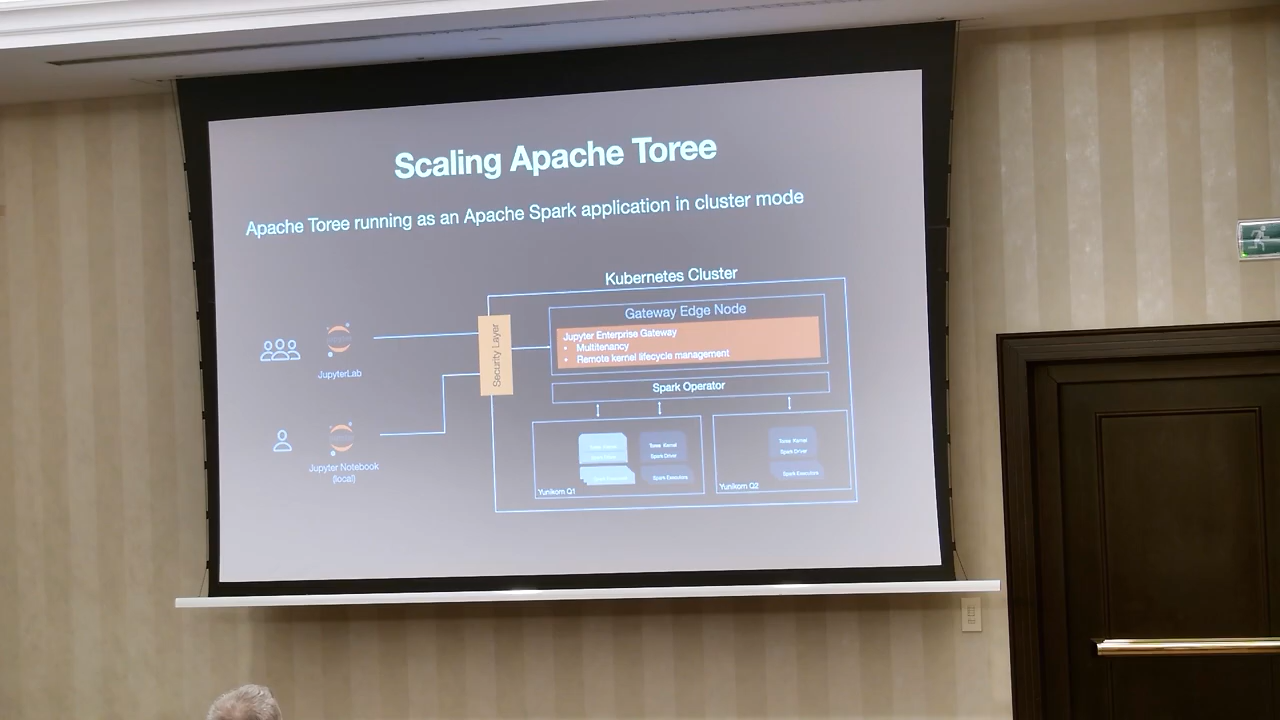 Scaling Apache Toree
Apache Toree running as an Apache Spark application in cluster mode
Kubernetes Cluster
Gateway Edge Node
Jupyter Enterprise Gateway
• Multitenancy
• Remote kernel lifecycle management
Security Layer
JupyterLab
Spark Operator
Jupyter Notebook
(local)
Toree Kernel
Spark Driver
Spark Executors
Yunikorn Q1
Toree Kernel
Spark Driver
Spark Executors
Yunikorn Q2